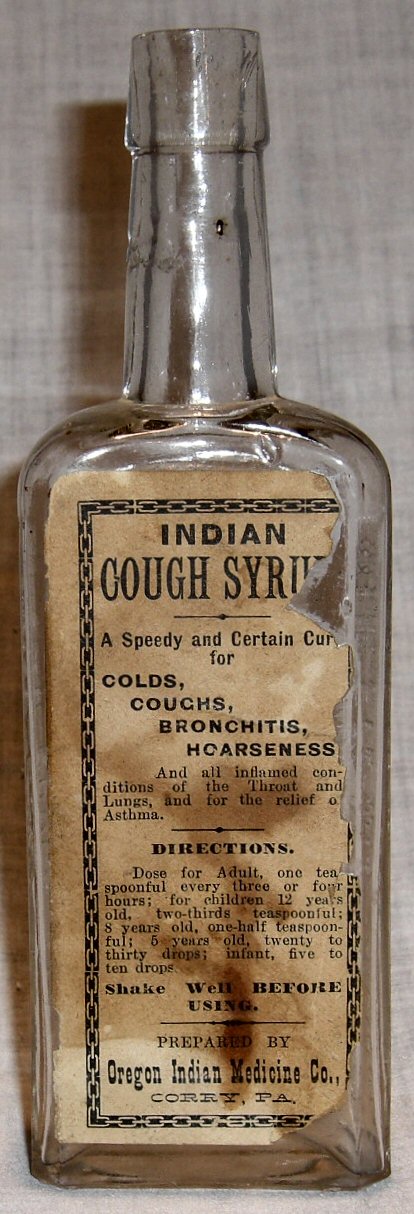 INDIAN
COUGH SYRU
A Speedy and Certain Cur
for
COLDS,
COUGHS,
BRONCHITIS,
HOARSENESS
And all inflamed con-
ditions of the Throat and
Lungs, and for the relief o
Asthma.
DIRECTIONS.
Dose for Adult, one tea
spoonful every three or four
hours; for children 12 years
old, two-thirds teaspoonful;
8 years old, one-half teaspoon-
ful; 5 years old, twenty to
thirty drops; infant, five to
ten drops.
Shake Well BEFORE
USING.
PREPARED BY
Oregon Indian Medicine Co.,
CORRY, PA.